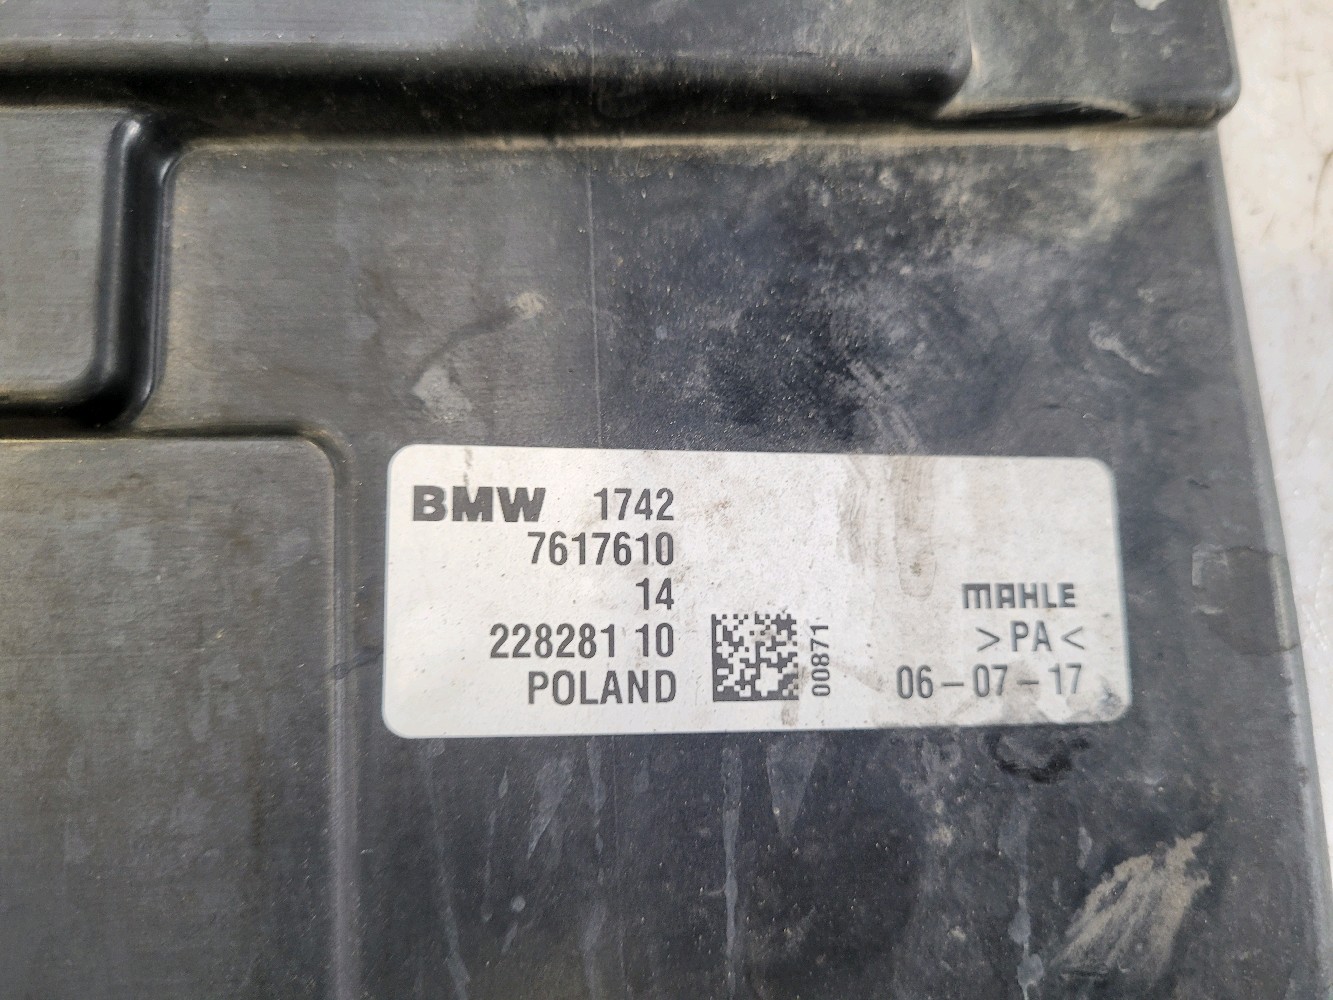 BMW 1742
7617610
14
228281 10
POLAND
00871
MAHLE
>PA<
06-07-17